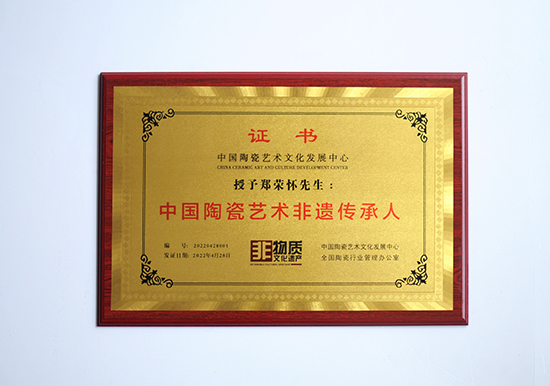 证 书
中国陶瓷艺术文化发展中心
CHINA CERAMIC ART AND CULTURE DEVELOPMENT CENTER
授予郑荣怀先生：
中国陶瓷艺术非遗传承人
编 号：20220428001
发证日期：2022年4月28日
非物质
文化遗产
中国陶瓷艺术文化发展中心
全国陶瓷行业管理办公室